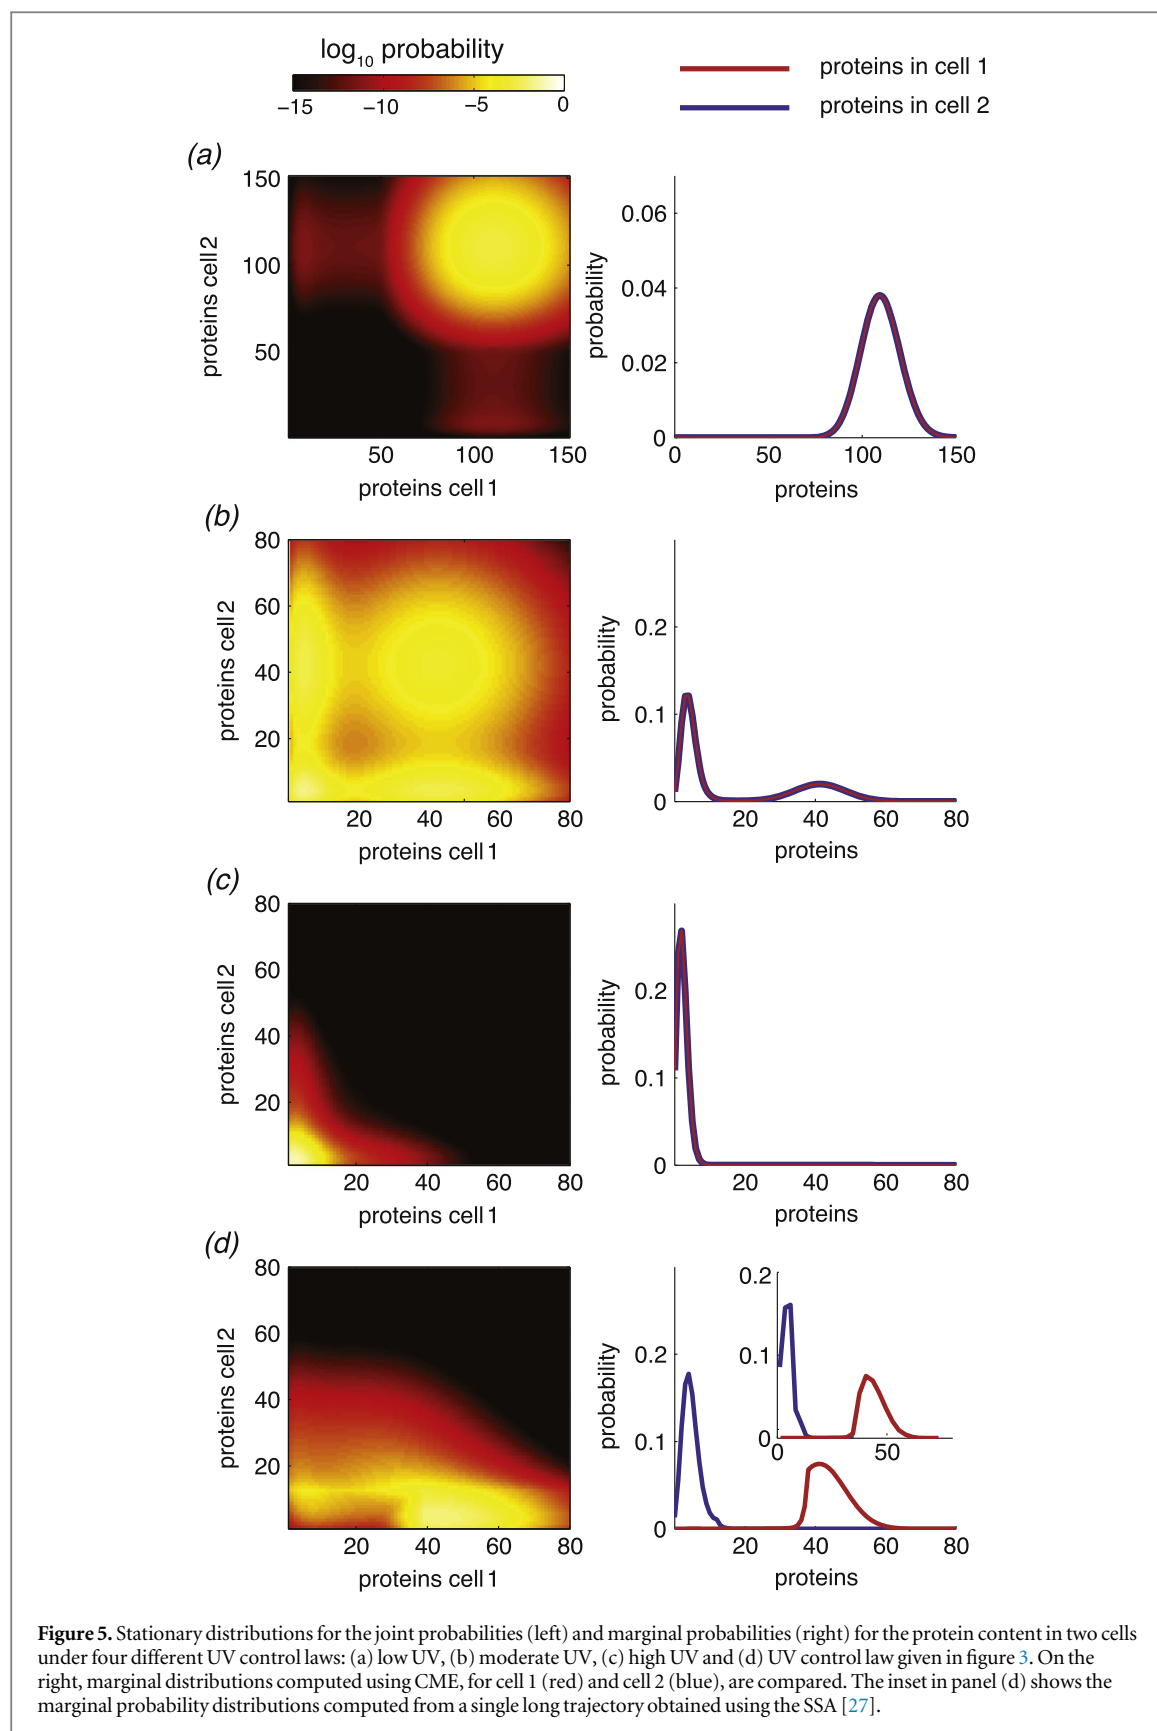 log10 probability
−15 −10 −5 0
proteins in cell 1
proteins in cell 2
(a)
150
100
50
proteins cell 2
50 100 150
proteins cell 1
0.06
0.04
0.02
0
probability
0 50 100 150
proteins
(b)
80
60
40
20
proteins cell 2
20 40 60 80
proteins cell 1
0.2
0.1
0
probability
20 40 60 80
proteins
(c)
80
60
40
20
proteins cell 2
20 40 60 80
proteins cell 1
0.2
0.1
0
probability
20 40 60 80
proteins
(d)
80
60
40
20
proteins cell 2
20 40 60 80
proteins cell 1
0.2
0.1
0
probability
20 40 60 80
proteins
0.2
0.1
0
0 50
Figure 5. Stationary distributions for the joint probabilities (left) and marginal probabilities (right) for the protein content in two cells
under four different UV control laws: (a) low UV, (b) moderate UV, (c) high UV and (d) UV control law given in figure 3. On the
right, marginal distributions computed using CME, for cell 1 (red) and cell 2 (blue), are compared. The inset in panel (d) shows the
marginal probability distributions computed from a single long trajectory obtained using the SSA [27].